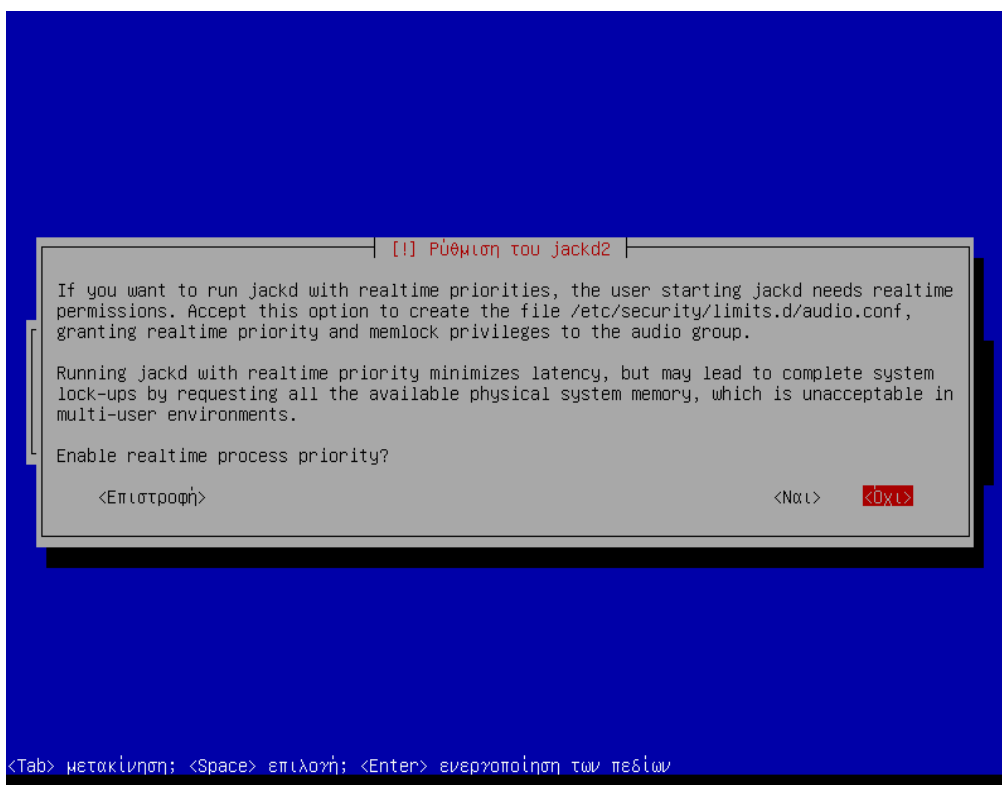 [!] Ρύθμιση του jackd2
If you want to run jackd with realtime priorities, the user starting jackd needs realtime
permissions. Accept this option to create the file /etc/security/limits.d/audio.conf,
granting realtime priority and memlock privileges to the audio group.
Running jackd with realtime priority minimizes latency, but may lead to complete system
lock-ups by requesting all the available physical system memory, which is unacceptable in
multi-user environments.
Enable realtime process priority?
<Επιστροφή> <Ναι> <Όχι>
<Tab> μετακίνηση; <Space> επιλογή; <Enter> ενεργοποίηση των πεδίων